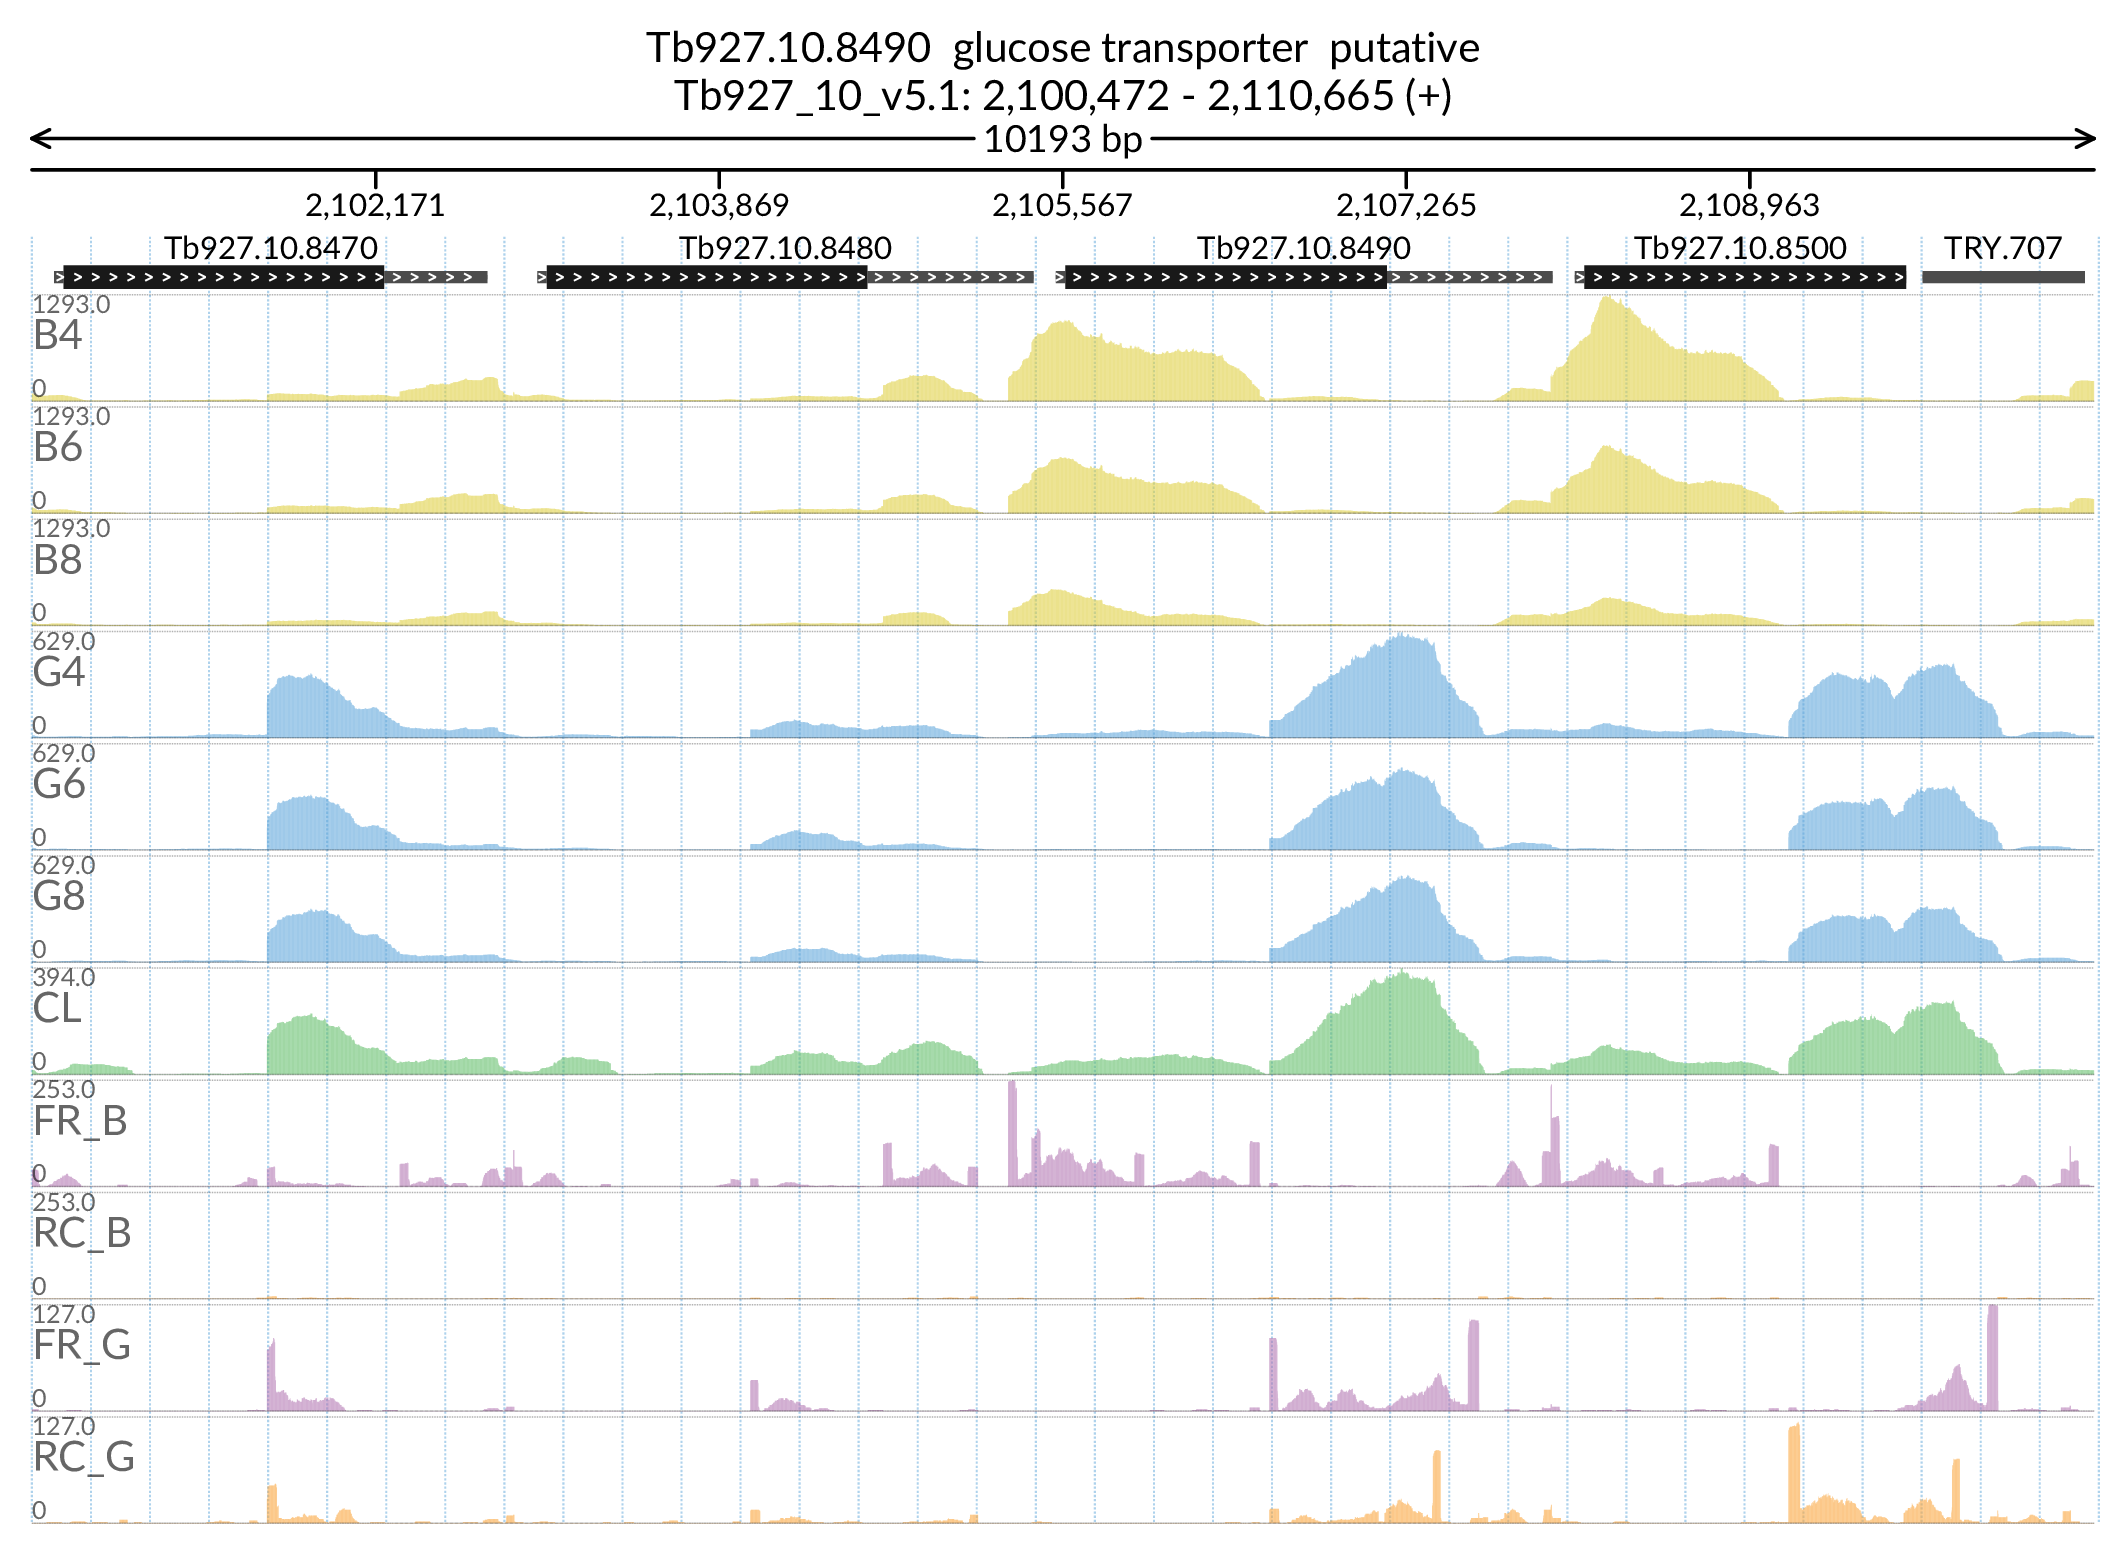 Tb927.10.8490 glucose transporter putative
Tb927_10_v5.1: 2,100,472 - 2,110,665 (+)
10193 bp
2,102,171 2,103,869 2,105,567 2,107,265 2,108,963
Tb927.10.8470 Tb927.10.8480 Tb927.10.8490 Tb927.10.8500 TRY.707
1293.0
B4
0
1293.0
B6
0
1293.0
B8
0
629.0
G4
0
629.0
G6
0
629.0
G8
0
394.0
CL
0
253.0
FR_B
0
253.0
RC_B
0
127.0
FR_G
0
127.0
RC_G
0